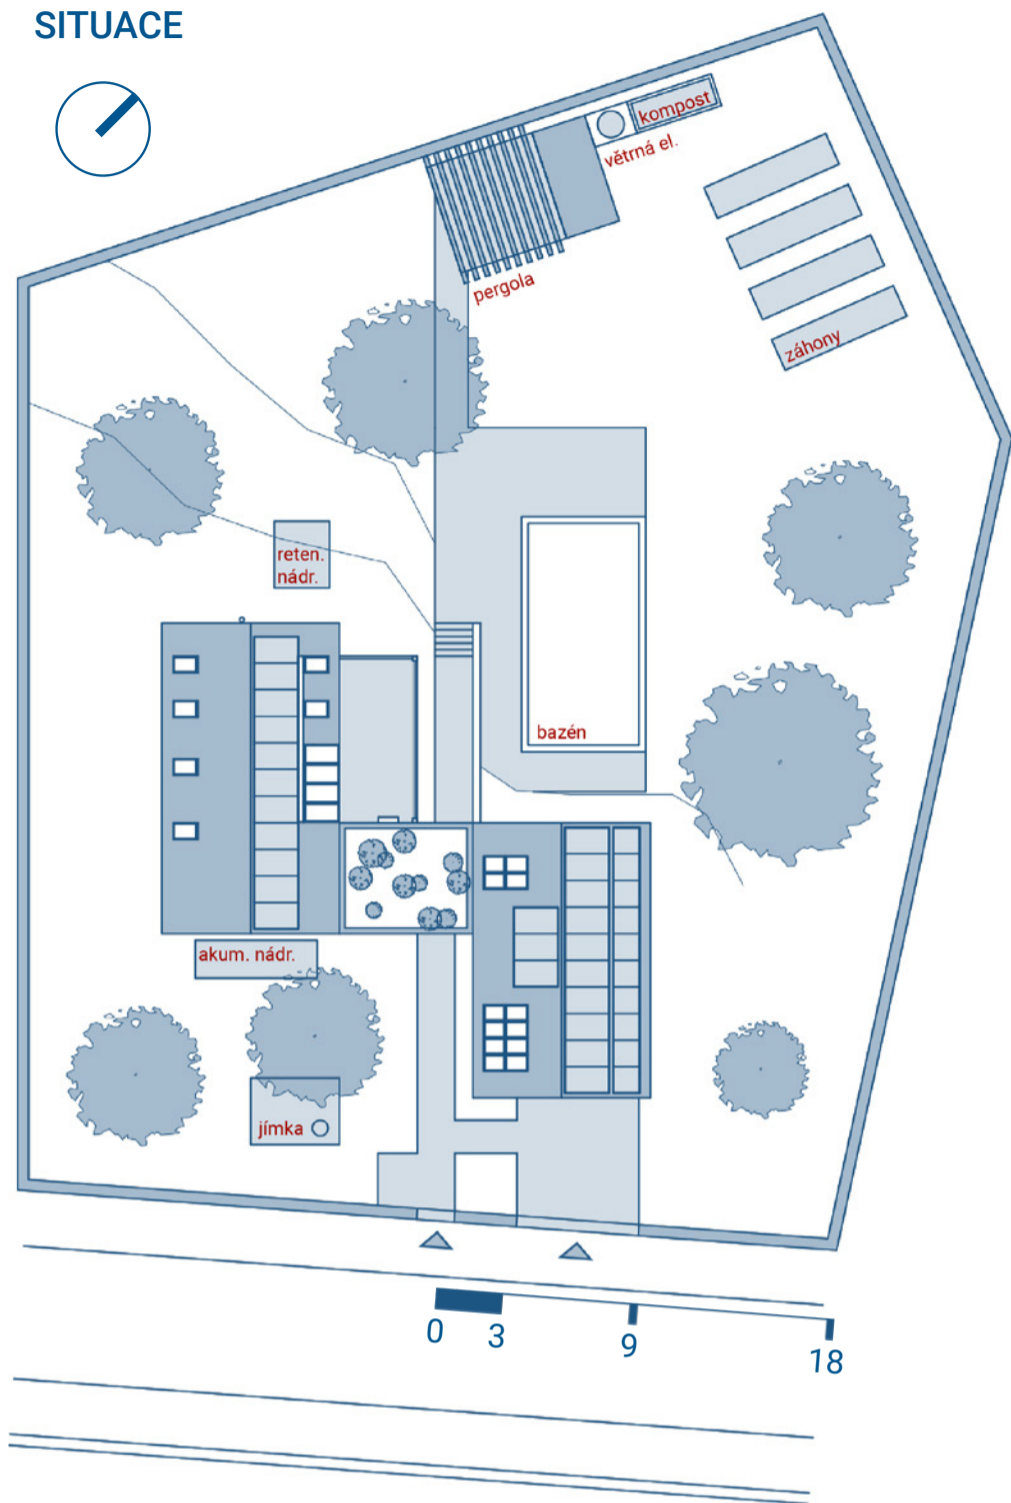 SITUACE
kompost
větrná el.
pergola
záhony
reten.
nádr.
bazén
akum. nádr.
jímka
0
3
9
18